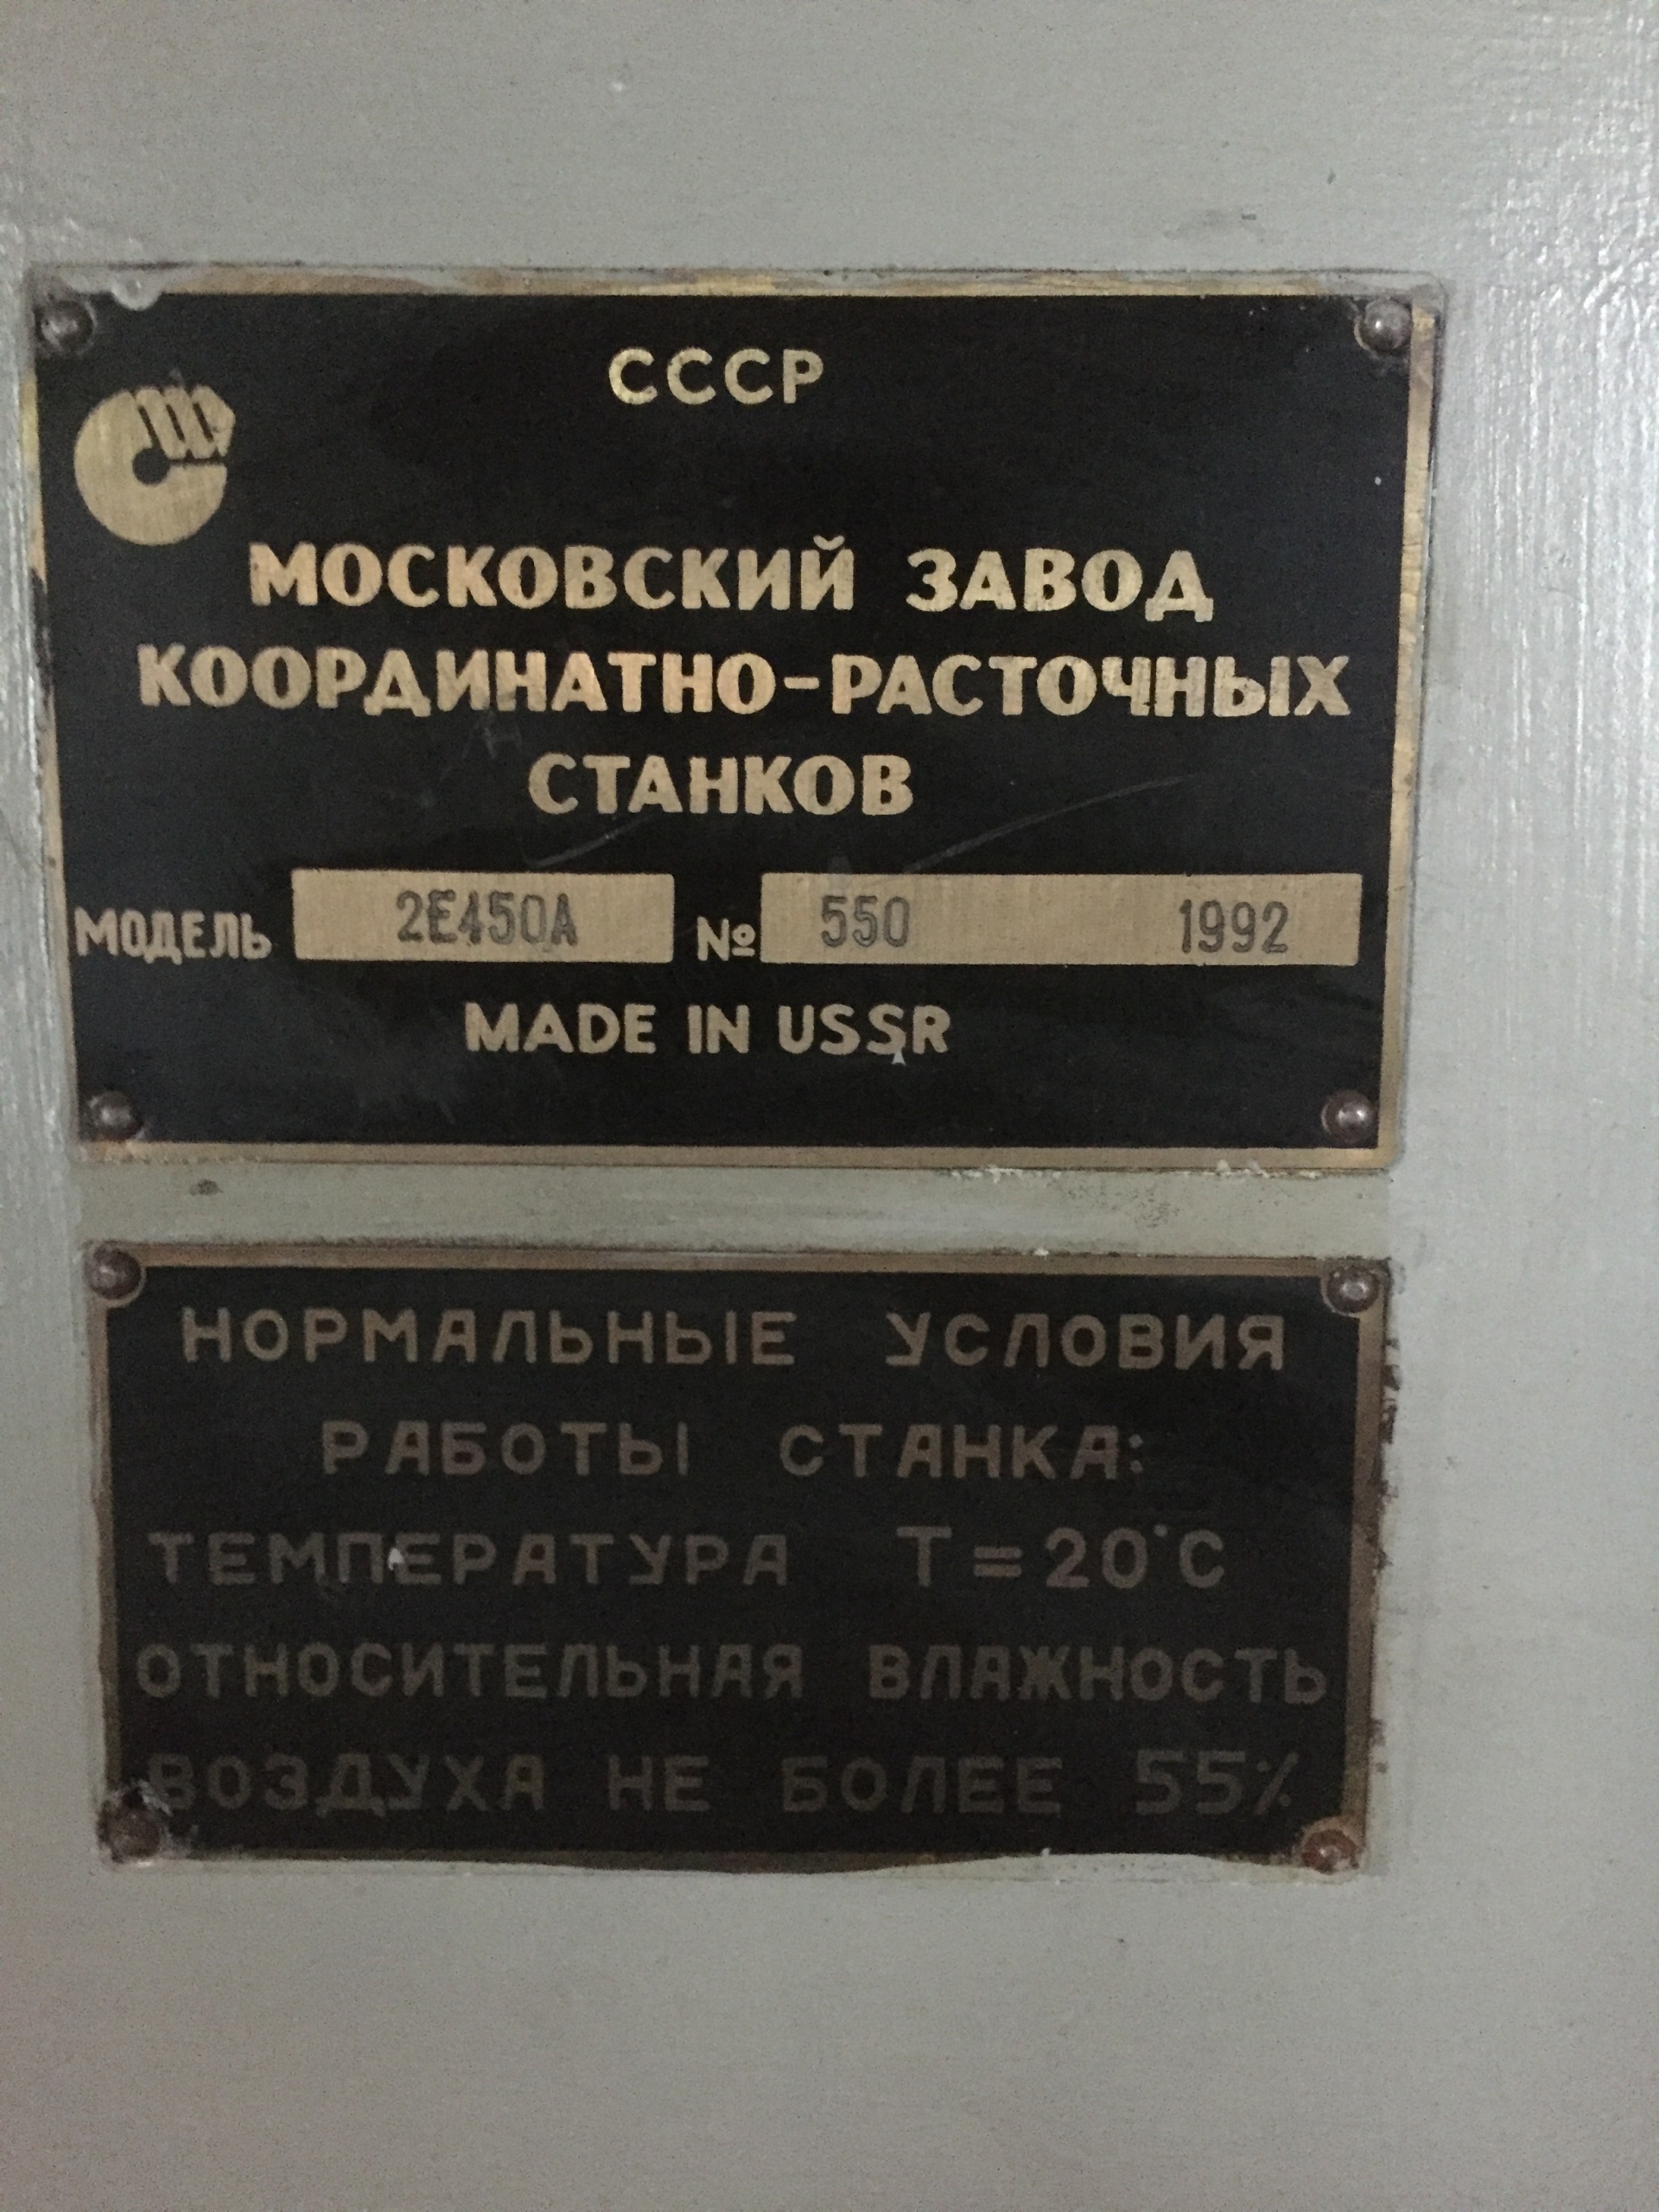 СССР
МОСКОВСКИЙ ЗАВОД
КООРДИНАТНО-РАСТОЧНЫХ
СТАНКОВ
МОДЕЛЬ 2Е450А № 550 1992
MADE IN USSR
НОРМАЛЬНЫЕ УСЛОВИЯ
РАБОТЫ СТАНКА:
ТЕМПЕРАТУРА Т=20°С
ОТНОСИТЕЛЬНАЯ ВЛАЖНОСТЬ
ВОЗДУХА НЕ БОЛЕЕ 55%